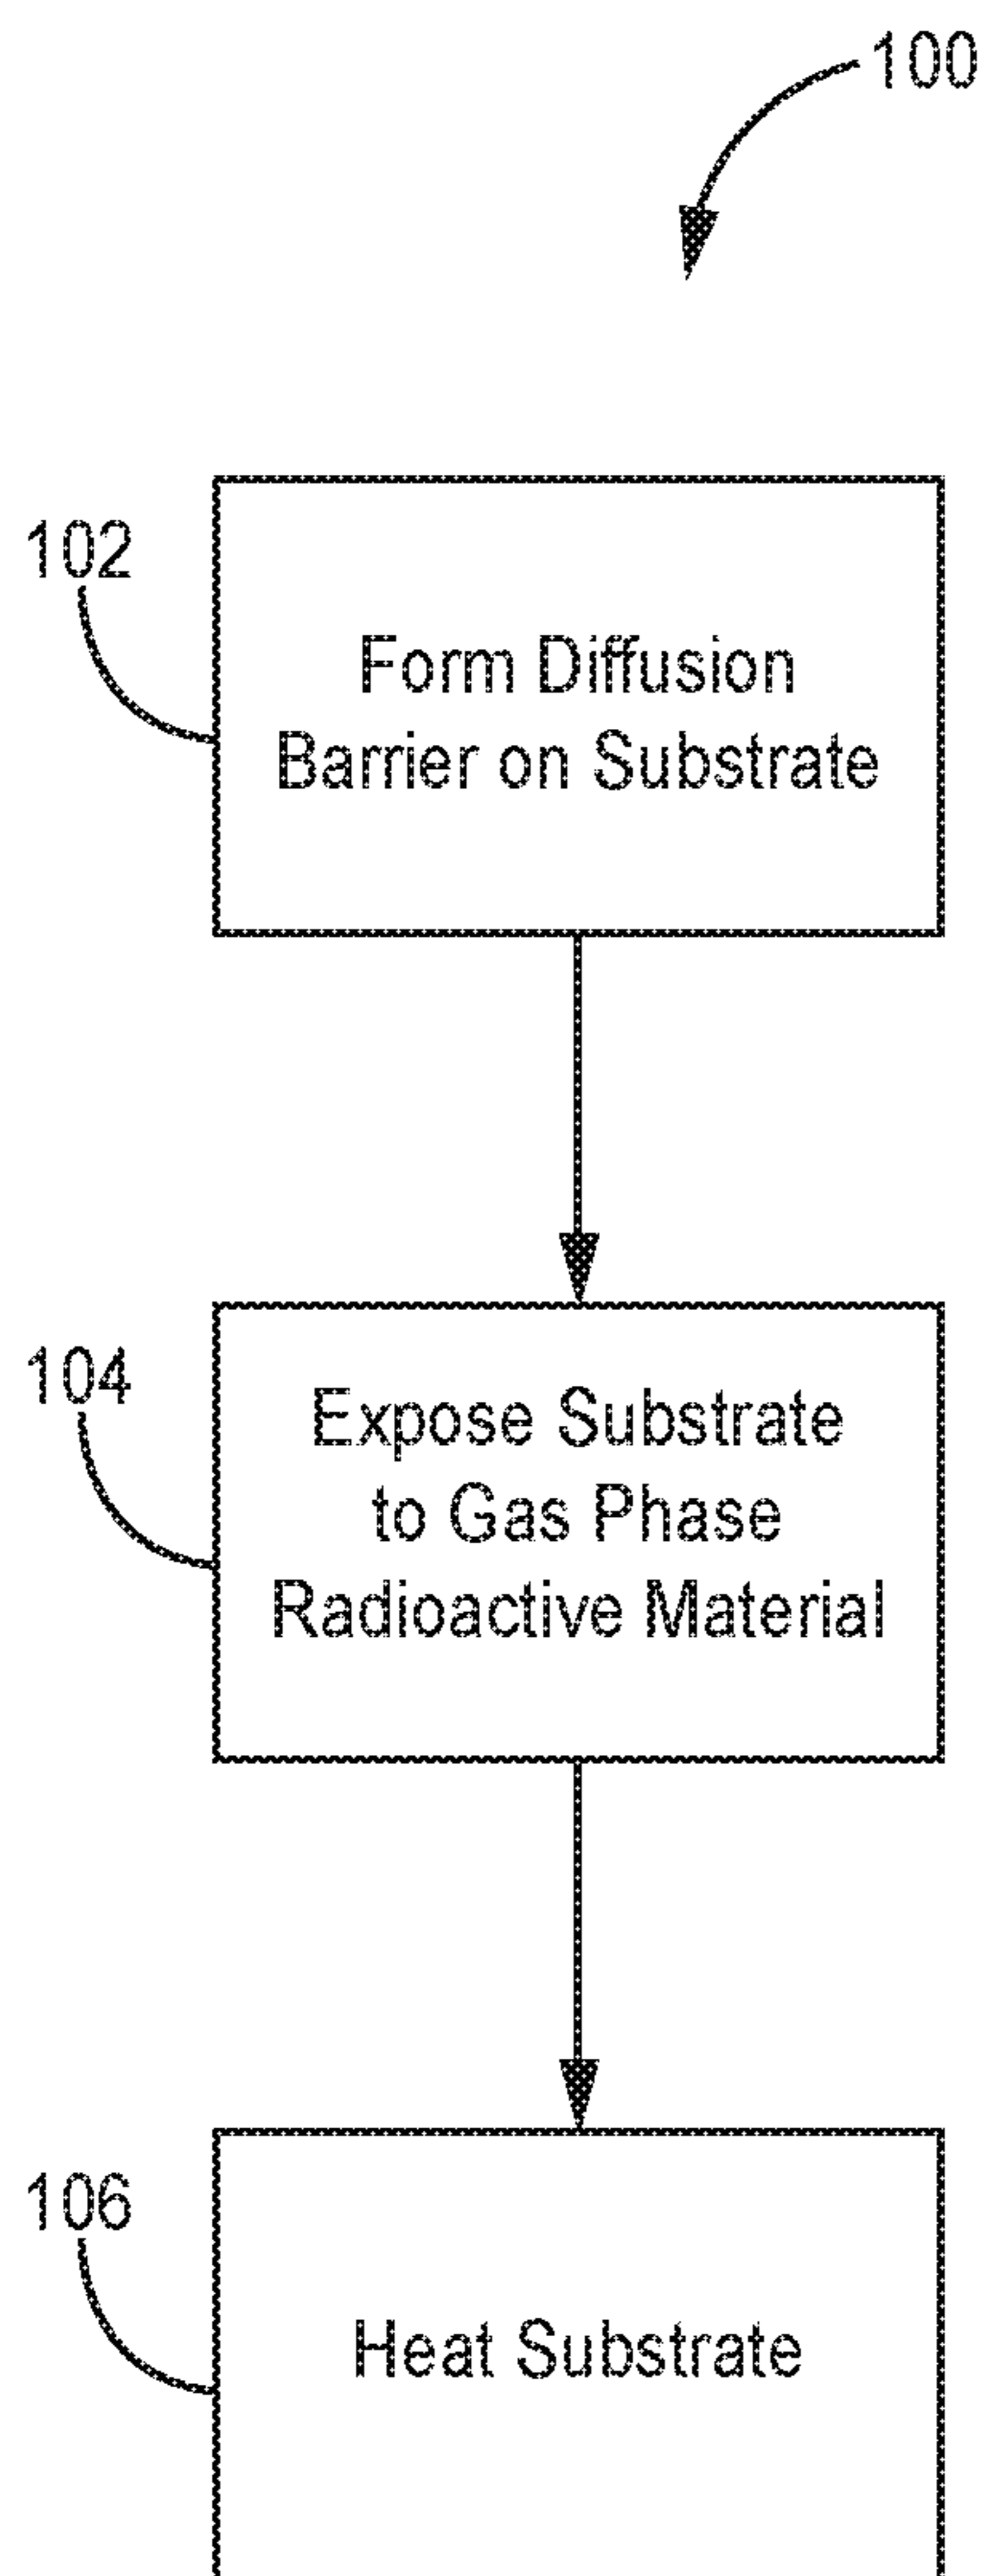 100
102
Form Diffusion
Barrier on Substrate
104
Expose Substrate
to Gas Phase
Radioactive Material
106
Heat Substrate